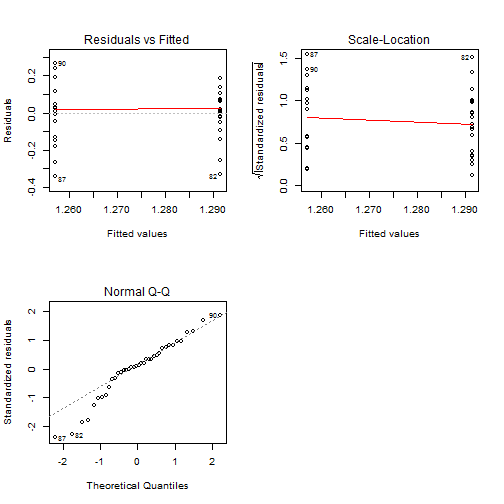 Residuals vs Fitted
Residuals
0.2
0.0
-0.2
-0.4
90
87
82
1.260 1.270 1.280 1.290
Fitted values
Scale-Location
√|Standardized residuals|
1.5
1.0
0.5
0.0
87
90
82
1.260 1.270 1.280 1.290
Fitted values
Normal Q-Q
Standardized residuals
2
1
0
-1
-2
90
87
82
-2 -1 0 1 2
Theoretical Quantiles